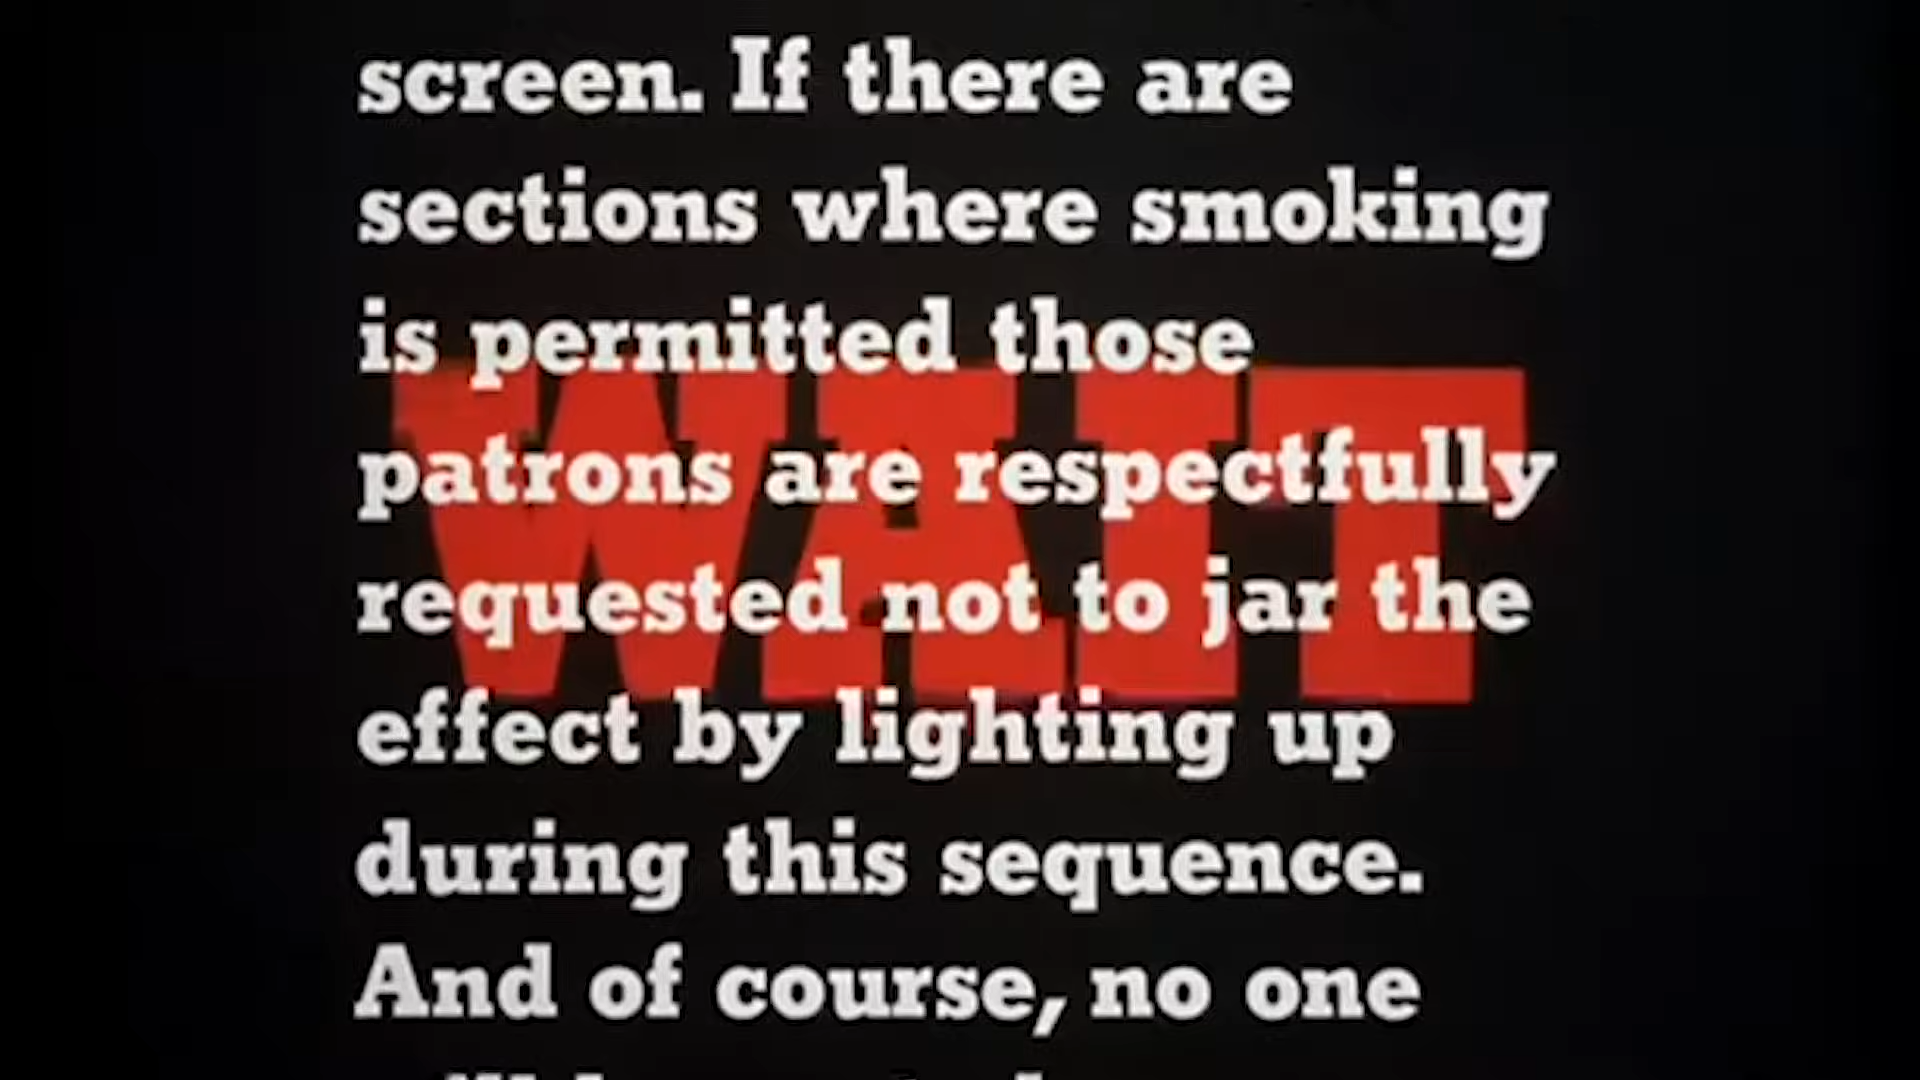 screen. If there are
sections where smoking
is permitted those
WAIT
patrons are respectfully
requested not to jar the
effect by lighting up
during this sequence.
And of course, no one